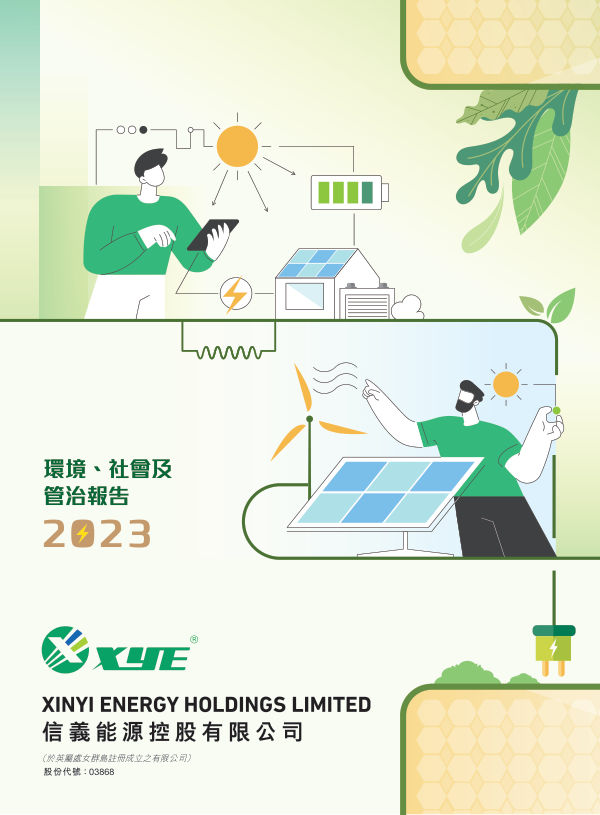 環境、社會及
管治報告
2023
XYE®
XINYI ENERGY HOLDINGS LIMITED
信義能源控股有限公司
(於英屬處女群島註冊成立之有限公司)
股份代號：03868